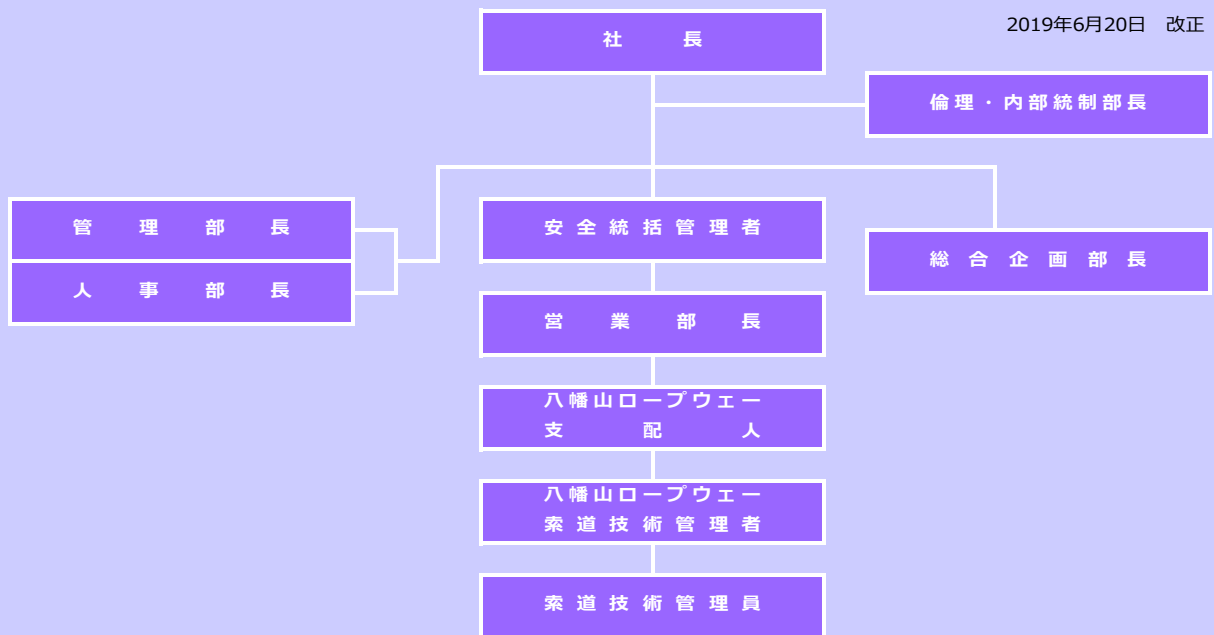 2019年6月20日　改正
社長
倫理・内部統制部長
管理部長
人事部長
安全統括管理者
総合企画部長
営業部長
八幡山ロープウェー
支配人
八幡山ロープウェー
索道技術管理者
索道技術管理員